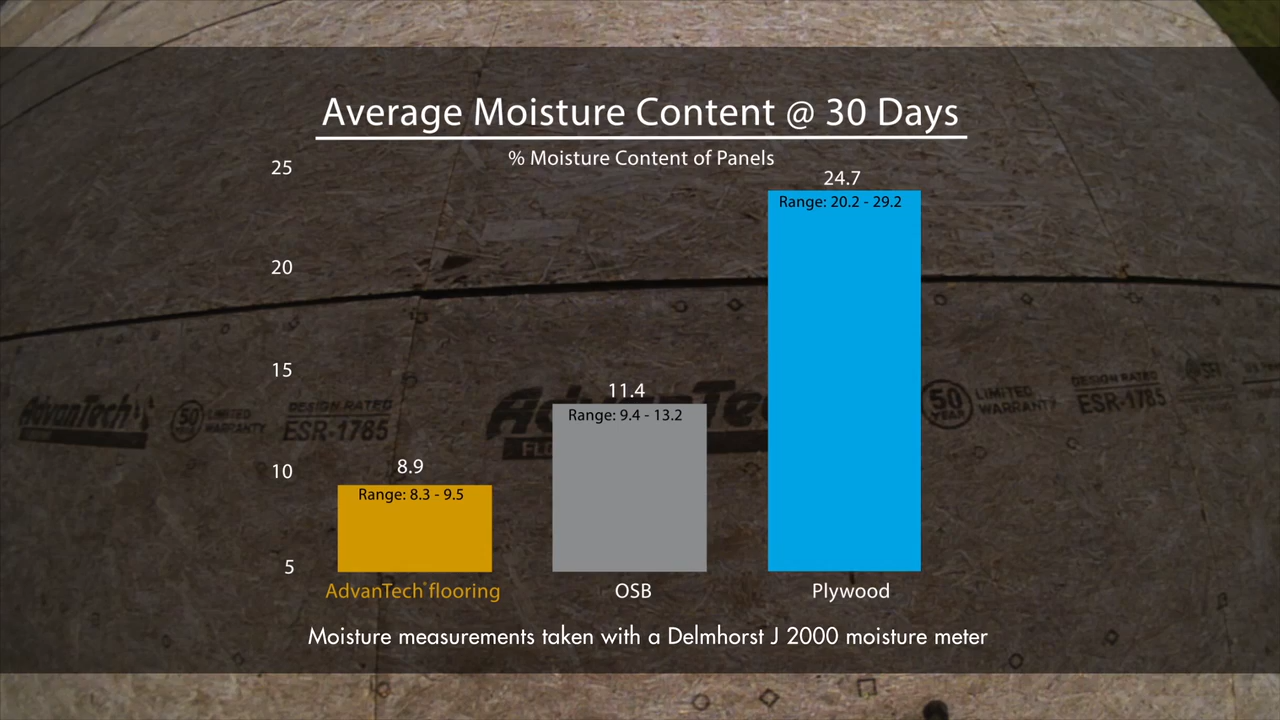 Average Moisture Content @ 30 Days
% Moisture Content of Panels
25
20
15
10
5
24.7
Range: 20.2 - 29.2
11.4
Range: 9.4 - 13.2
8.9
Range: 8.3 - 9.5
AdvanTech® flooring
OSB
Plywood
Moisture measurements taken with a Delmhorst J 2000 moisture meter
AdvanTech
50
LIMITED
WARRANTY
DESIGN RATED
ESR-1785
AdvanTec
FLO
50
YEAR
LIMITED
WARRANTY
DESIGN RATED
ESR-1785